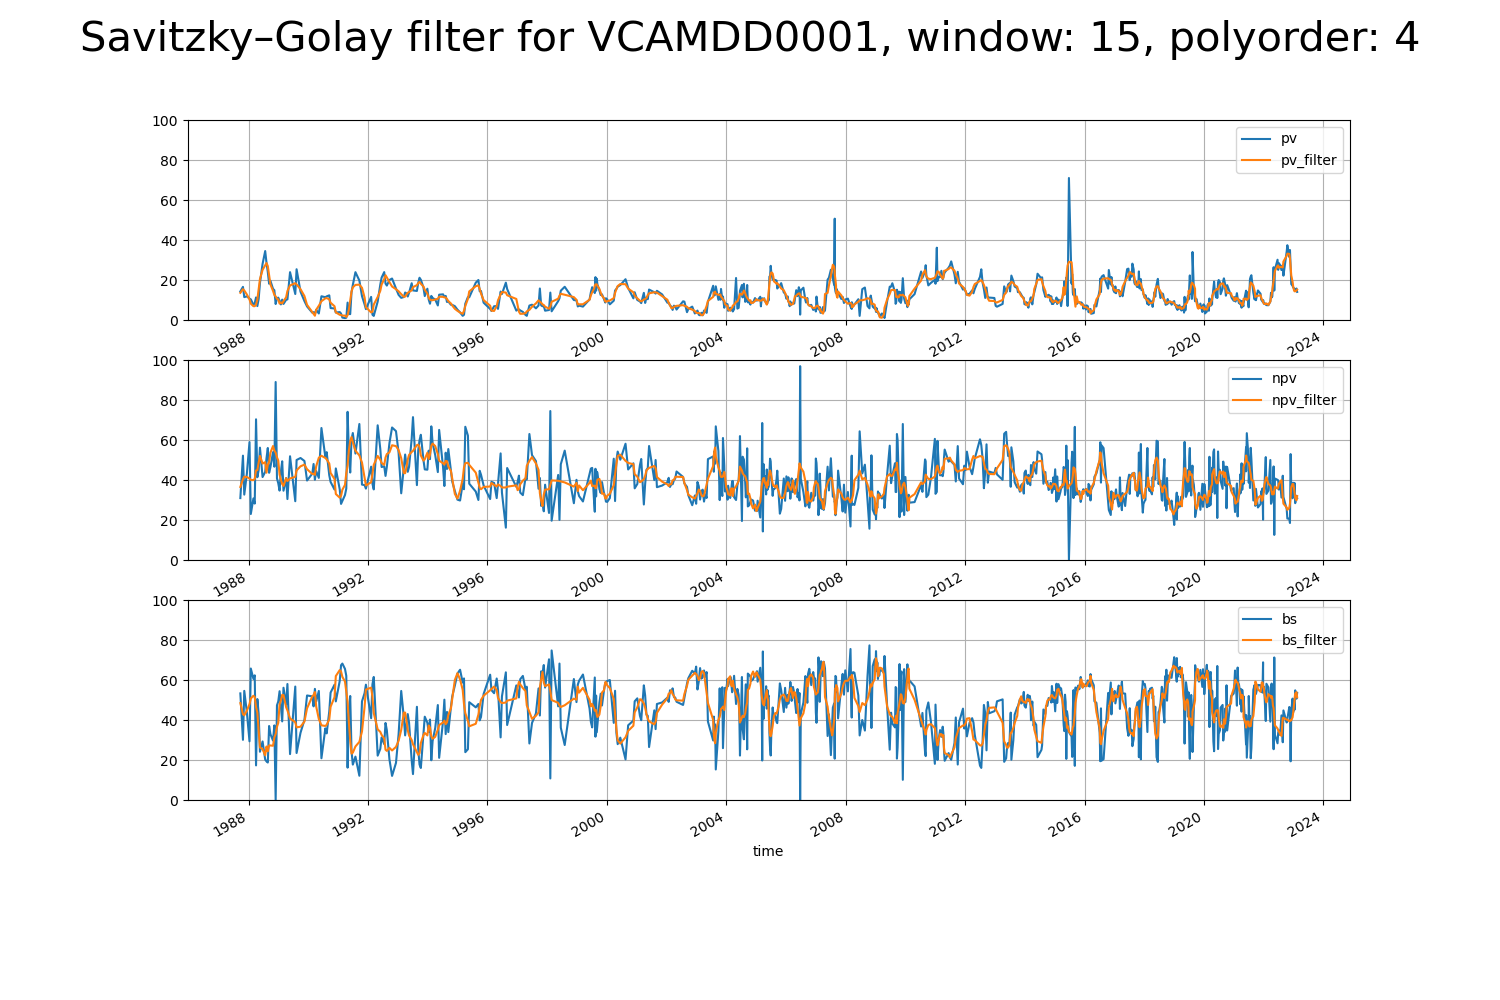 Savitzky–Golay filter for VCAMDD0001, window: 15, polyorder: 4
100
80
60
40
20
0
pv
pv_filter
1988 1992 1996 2000 2004 2008 2012 2016 2020 2024
100
80
60
40
20
0
npv
npv_filter
1988 1992 1996 2000 2004 2008 2012 2016 2020 2024
100
80
60
40
20
0
bs
bs_filter
1988 1992 1996 2000 2004 2008 2012 2016 2020 2024
time